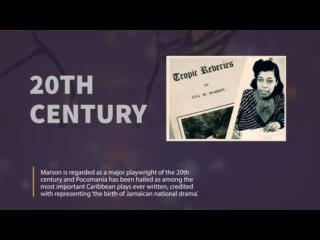 20TH
CENTURY
Tropic Reveries
BY
UNA M. MARSON.
Marson is regarded as a major playwright of the 20th
century and Pocomania has been hailed as among the
most important Caribbean plays ever written, credited
with representing 'the birth of Jamaican national drama'.